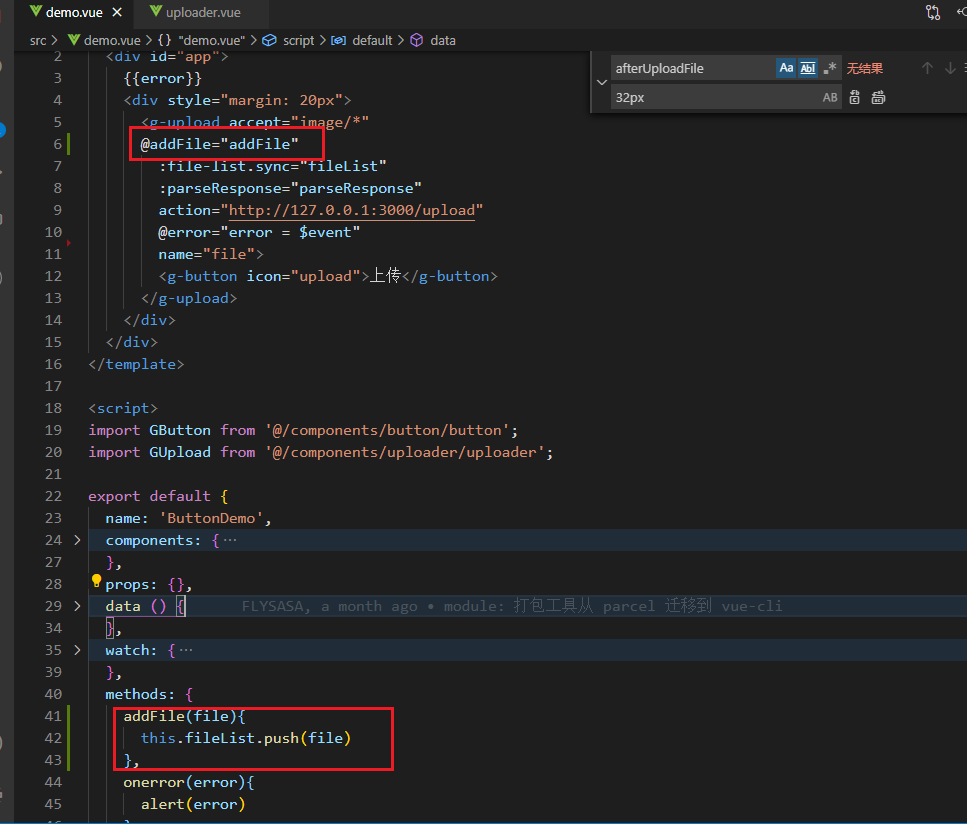 demo.vue
uploader.vue
src > demo.vue > {} "demo.vue" > script > default > data
afterUploadFile Aa Abl .* 无结果
32px AB
2 <div id="app">
3 {{error}}
4 <div style="margin: 20px">
5 <g-upload accept="image/*"
6 @addFile="addFile"
7 :file-list.sync="fileList"
8 :parseResponse="parseResponse"
9 action="http://127.0.0.1:3000/upload"
10 @error="error = $event"
11 name="file">
12 <g-button icon="upload">上传</g-button>
13 </g-upload>
14 </div>
15 </div>
16 </template>
17
18 <script>
19 import GButton from '@/components/button/button';
20 import GUpload from '@/components/uploader/uploader';
21
22 export default {
23 name: 'ButtonDemo',
24 components: { ···
27 },
28 props: {},
29 data () { FLYSASA, a month ago • module: 打包工具从 parcel 迁移到 vue-cli
34 },
35 watch: { ···
39 },
40 methods: {
41 addFile(file){
42 this.fileList.push(file)
43 },
44 onerror(error){
45 alert(error)